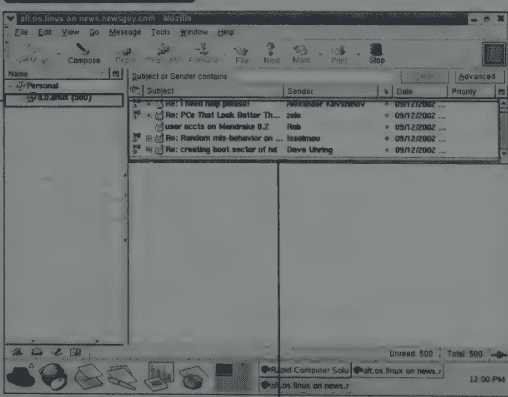 alt.os.linux on news.newsguy.com - Mozilla
File Edit View Go Message Tools Window Help
Compose File Next Mark Print Stop
Name
Subject or Sender contains
Advanced
Personal
Subject Sender Date Priority
a.o.linux (500)
Re: I need help please! Alexander 09/12/2002 ...
Re: PCs That Look Better Th... zelo 09/12/2002 ...
user accts on Mandrake 8.2 Rob 09/12/2002 ...
Re: Random mis-behavior on ... 09/12/2002 ...
Re: creating boot sector of hd Dave Uhring 09/12/2002 ...
Unread: 500 Total: 500
Rapid Computer Solu alt.os.linux on news.r
alt.os.linux on news.r
12:00 PM